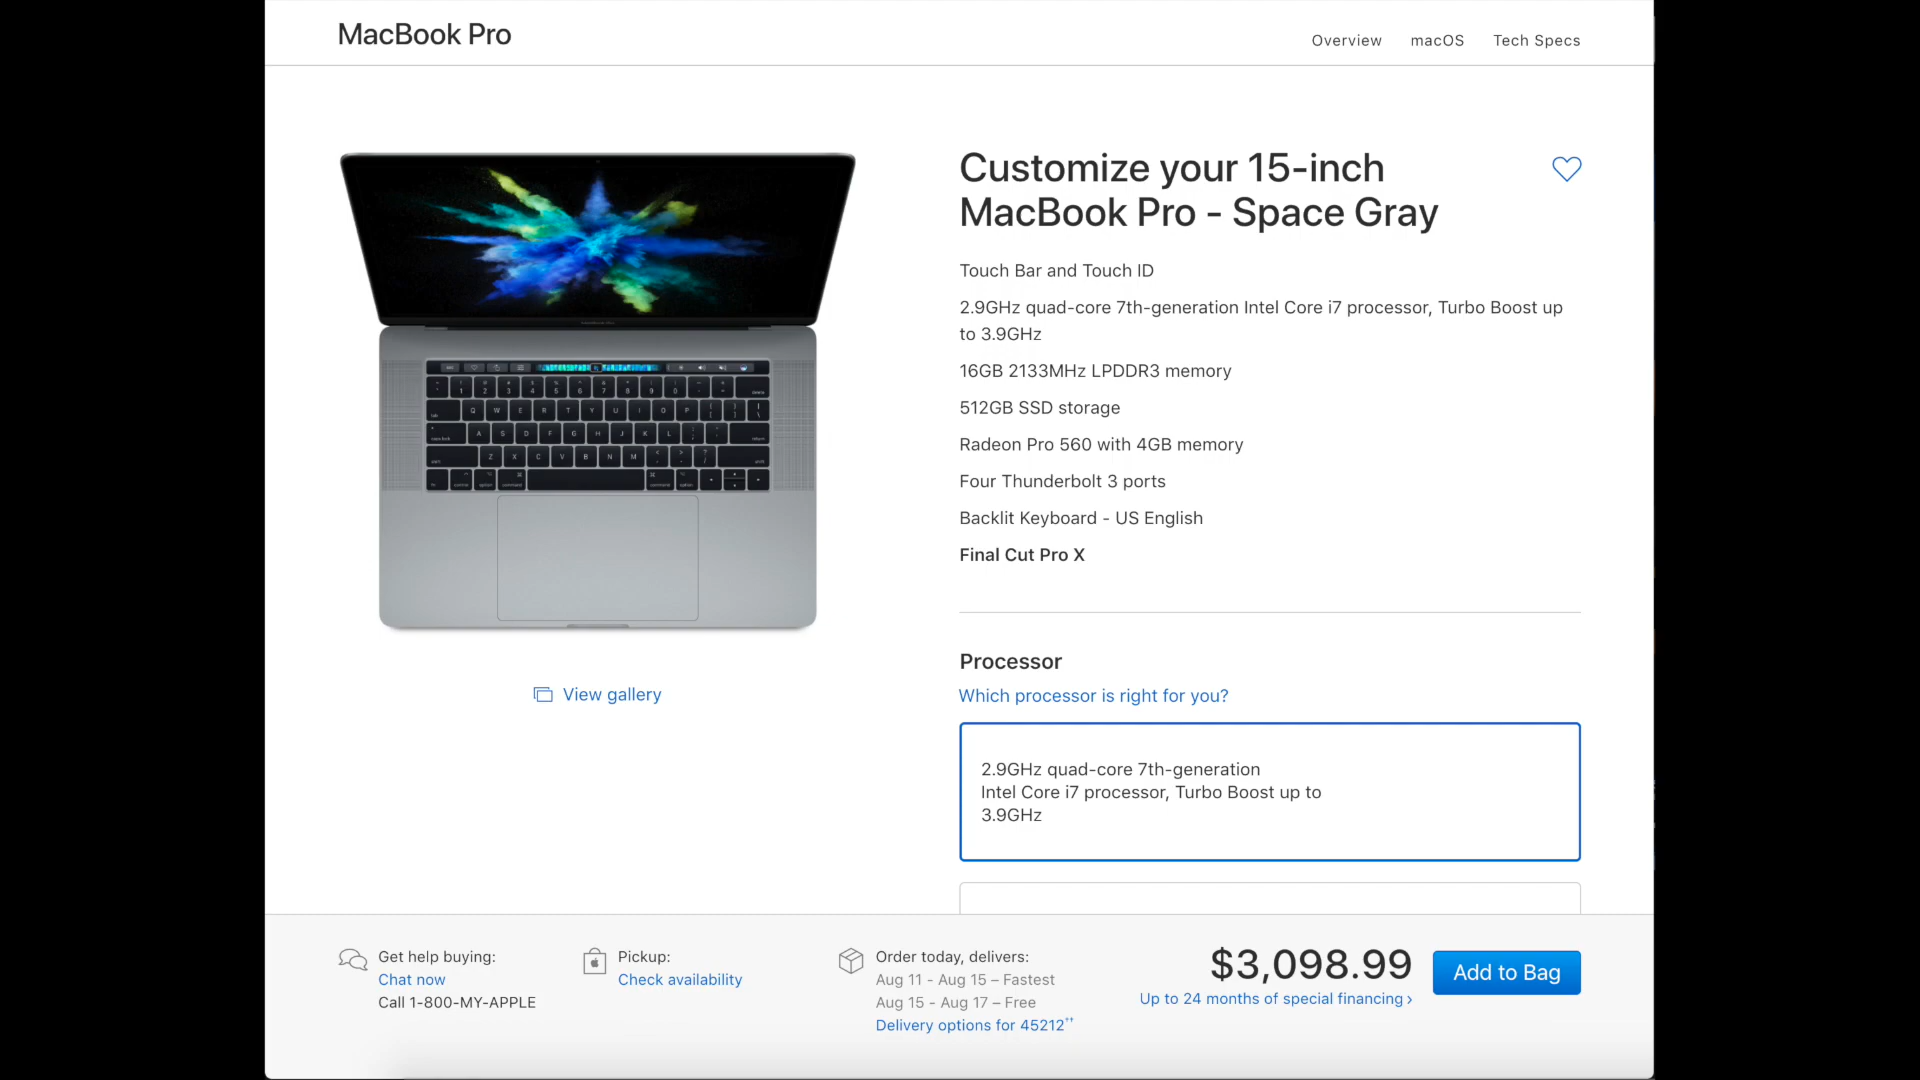 MacBook Pro
Overview
macOS
Tech Specs
Customize your 15-inch
MacBook Pro - Space Gray
Touch Bar and Touch ID
2.9GHz quad-core 7th-generation Intel Core i7 processor, Turbo Boost up
to 3.9GHz
16GB 2133MHz LPDDR3 memory
512GB SSD storage
Radeon Pro 560 with 4GB memory
Four Thunderbolt 3 ports
Backlit Keyboard - US English
Final Cut Pro X
View gallery
Processor
Which processor is right for you?
2.9GHz quad-core 7th-generation
Intel Core i7 processor, Turbo Boost up to
3.9GHz
Get help buying:
Chat now
Call 1-800-MY-APPLE
Pickup:
Check availability
Order today, delivers:
Aug 11 - Aug 15 – Fastest
Aug 15 - Aug 17 – Free
Delivery options for 45212††
$3,098.99
Up to 24 months of special financing ›
Add to Bag